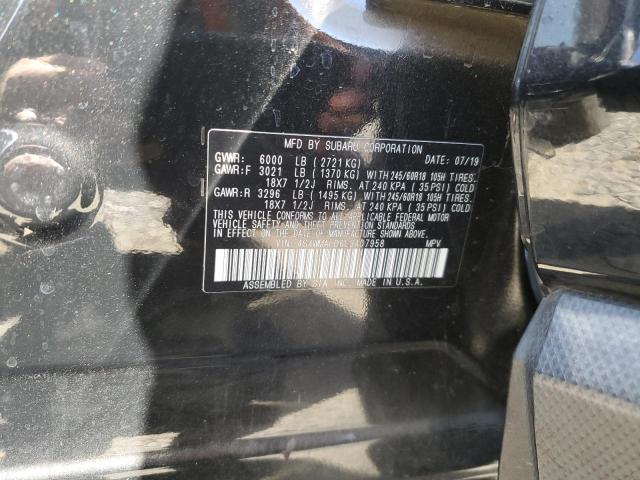 MFD BY SUBARU CORPORATION
GVWR: 6000 LB (2721 KG) DATE: 07/19
GAWR:F 3021 LB (1370 KG) WITH 245/60R18 105H TIRES,
18X7 1/2J RIMS, AT 240 KPA (35 PSI) COLD
GAWR:R 3296 LB (1495 KG) WITH 245/60R18 105H TIRES,
18X7 1/2J RIMS, AT 240 KPA (35 PSI) COLD
THIS VEHICLE CONFORMS TO ALL APPLICABLE FEDERAL MOTOR
VEHICLE SAFETY AND THEFT PREVENTION STANDARDS
IN EFFECT ON THE DATE OF MANUFACTURE SHOWN ABOVE.
VIN: MPV
ASSEMBLED BY SIA INC. MADE IN U.S.A.